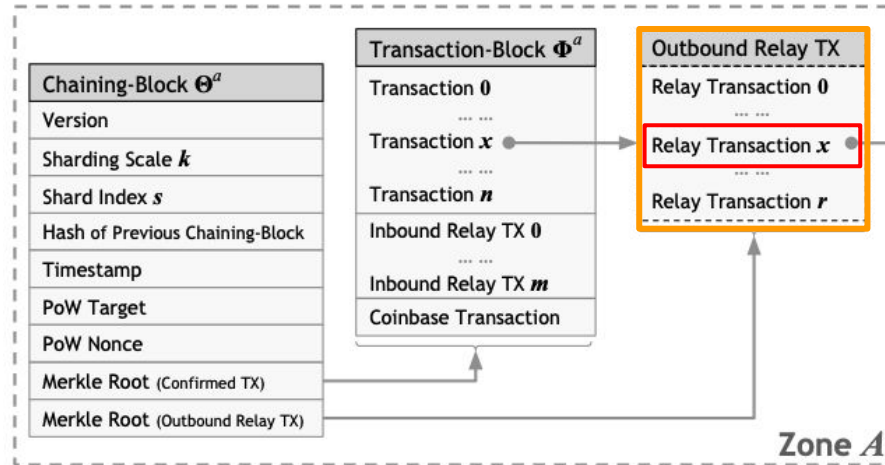 Chaining-Block Θᵃ
Version
Sharding Scale k
Shard Index s
Hash of Previous Chaining-Block
Timestamp
PoW Target
PoW Nonce
Merkle Root (Confirmed TX)
Merkle Root (Outbound Relay TX)
Transaction-Block Φᵃ
Transaction 0
... ...
Transaction x
... ...
Transaction n
Inbound Relay TX 0
... ...
Inbound Relay TX m
Coinbase Transaction
Outbound Relay TX
Relay Transaction 0
... ...
Relay Transaction x
... ...
Relay Transaction r
Zone A